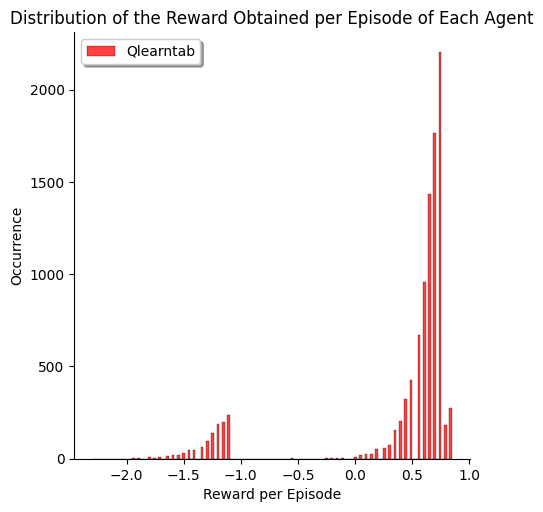 Distribution of the Reward Obtained per Episode of Each Agent
Qlearntab
2000
1500
1000
500
0
Occurrence
−2.0 −1.5 −1.0 −0.5 0.0 0.5 1.0
Reward per Episode